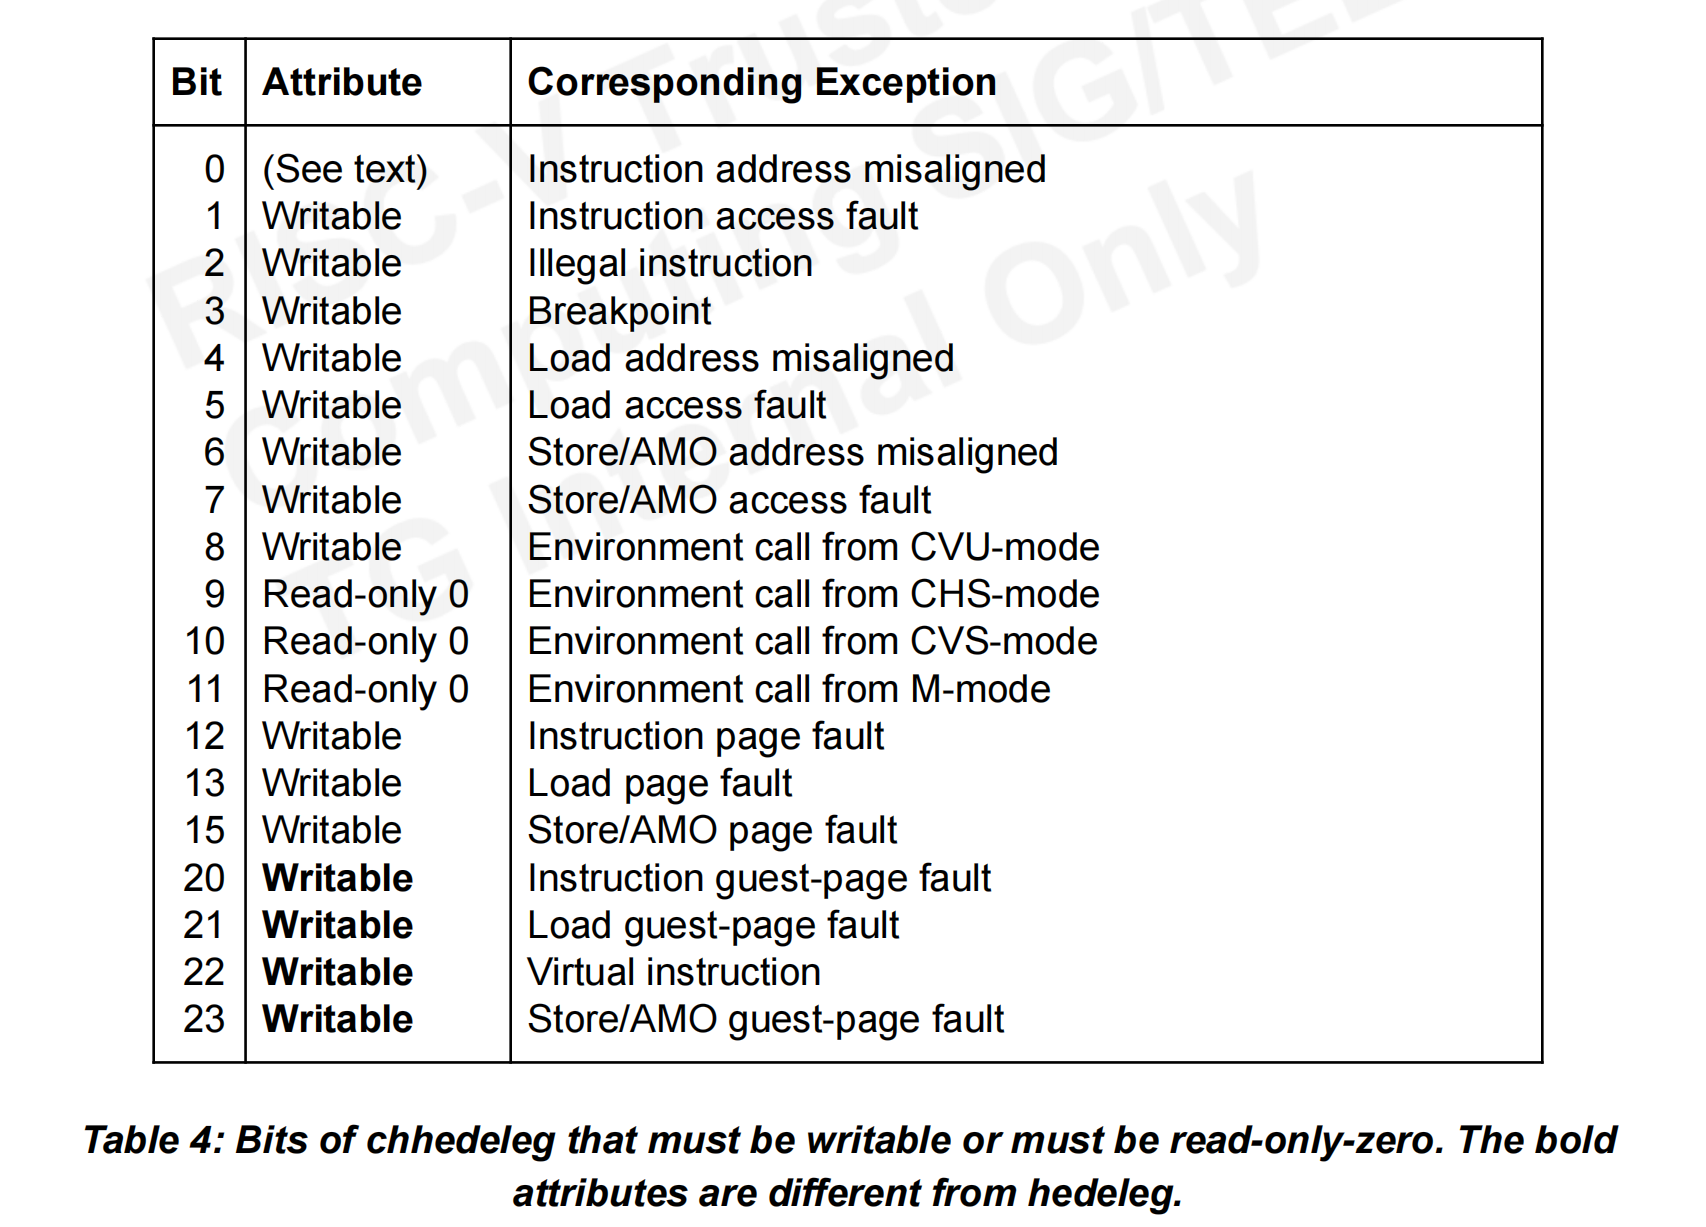 Bit Attribute Corresponding Exception
0 (See text) Instruction address misaligned
1 Writable Instruction access fault
2 Writable Illegal instruction
3 Writable Breakpoint
4 Writable Load address misaligned
5 Writable Load access fault
6 Writable Store/AMO address misaligned
7 Writable Store/AMO access fault
8 Writable Environment call from CVU-mode
9 Read-only 0 Environment call from CHS-mode
10 Read-only 0 Environment call from CVS-mode
11 Read-only 0 Environment call from M-mode
12 Writable Instruction page fault
13 Writable Load page fault
15 Writable Store/AMO page fault
20 Writable Instruction guest-page fault
21 Writable Load guest-page fault
22 Writable Virtual instruction
23 Writable Store/AMO guest-page fault
Table 4: Bits of chhedeleg that must be writable or must be read-only-zero. The bold
attributes are different from hedeleg.
RISC-V
Computing SIG/
TG Internal Only